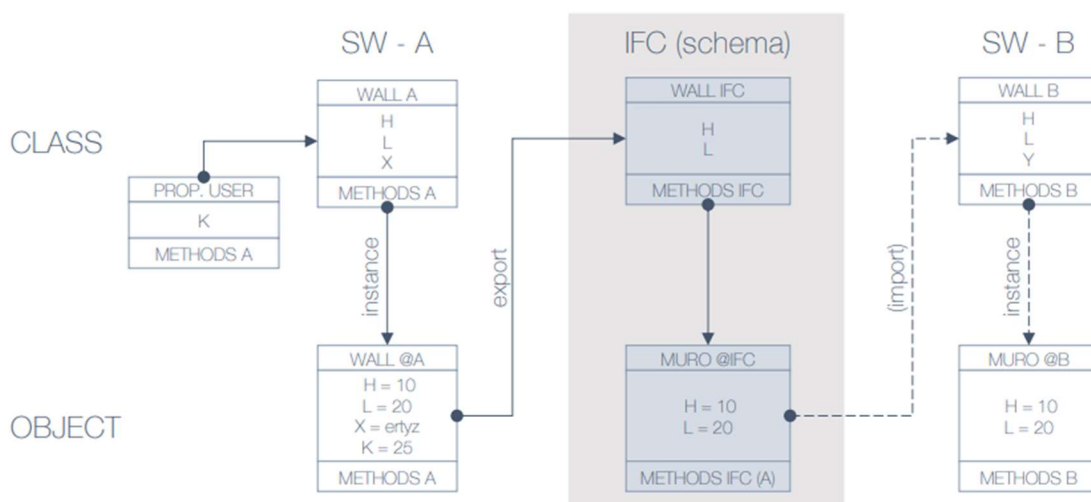 SW - A
IFC (schema)
SW - B
CLASS
WALL A
H
L
X
METHODS A
PROP. USER
K
METHODS A
WALL IFC
H
L
METHODS IFC
WALL B
H
L
Y
METHODS B
instance
export
(import)
instance
OBJECT
WALL @A
H = 10
L = 20
X = ertyz
K = 25
METHODS A
MURO @IFC
H = 10
L = 20
METHODS IFC (A)
MURO @B
H = 10
L = 20
METHODS B